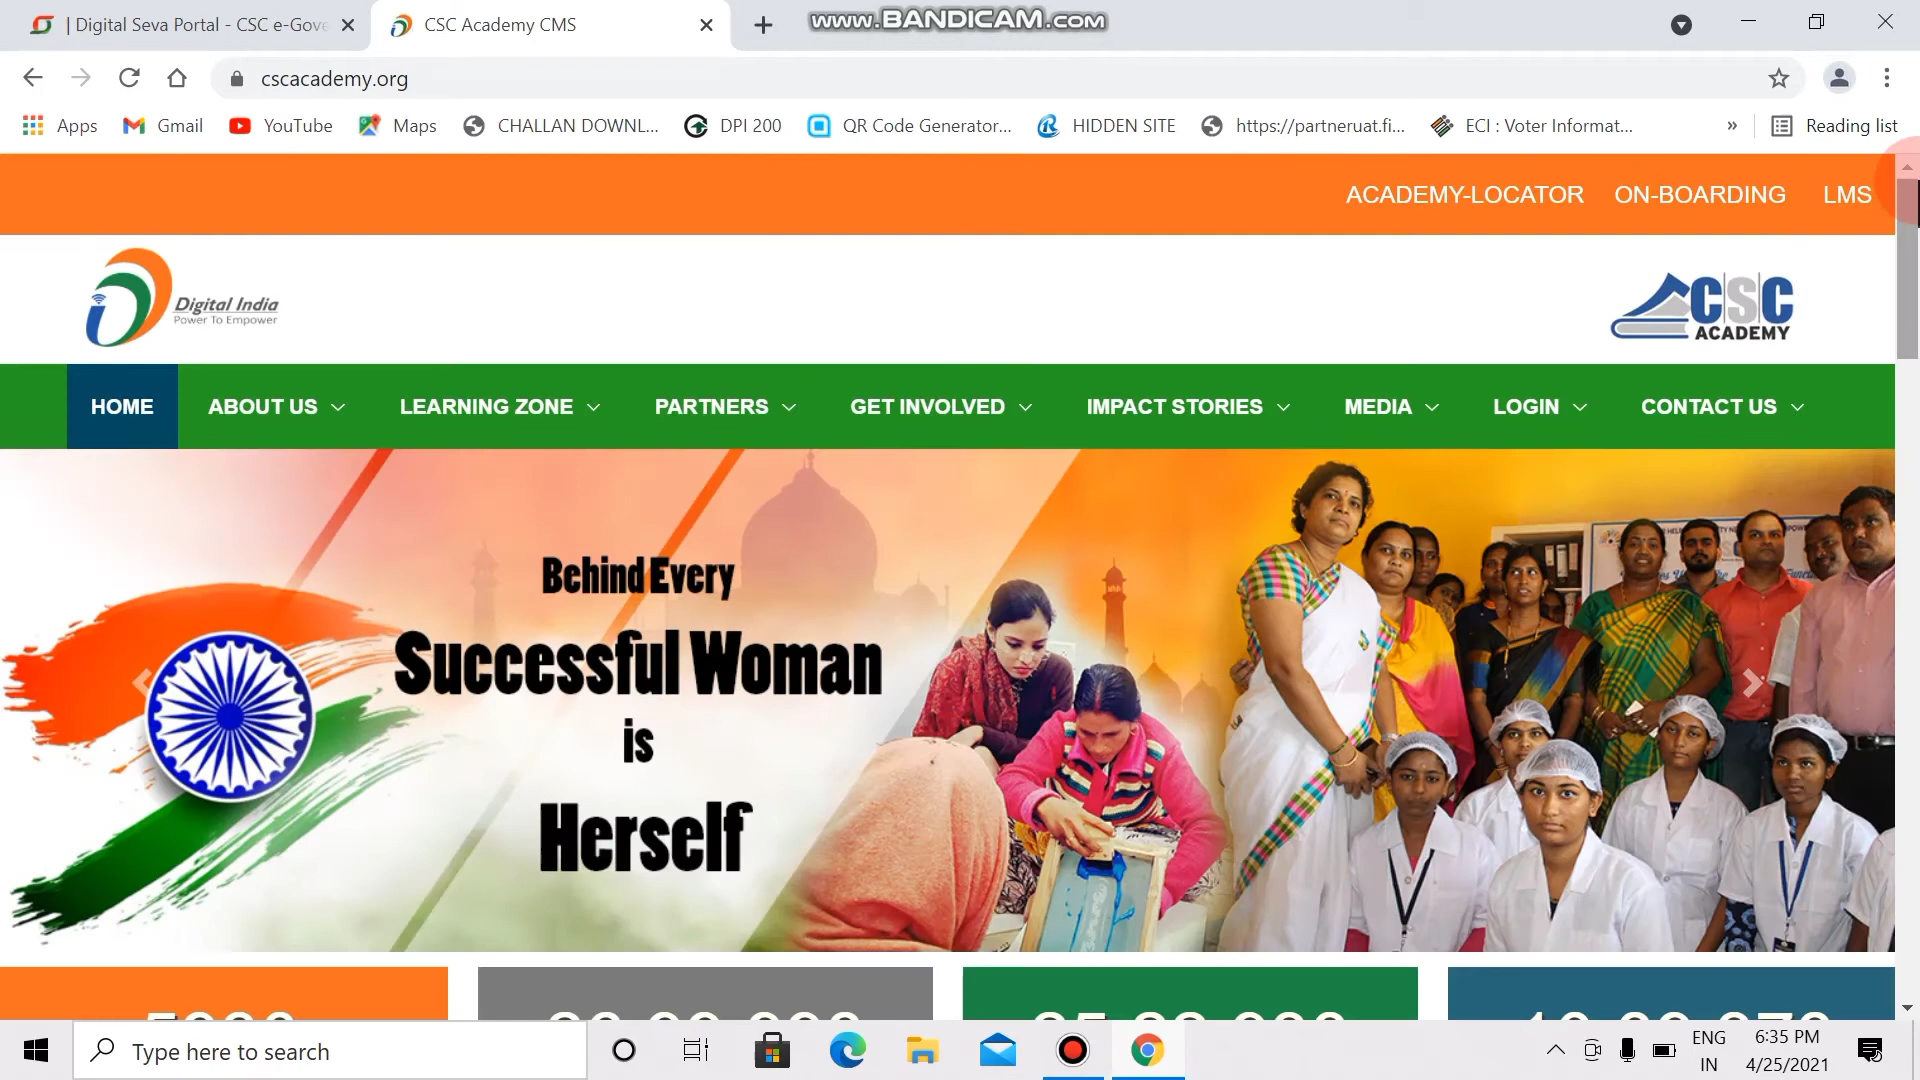 | Digital Seva Portal - CSC e-Gove
CSC Academy CMS
www.BANDICAM.com
cscacademy.org
Apps
Gmail
YouTube
Maps
CHALLAN DOWNL...
DPI 200
QR Code Generator...
HIDDEN SITE
https://partneruat.fi...
ECI : Voter Informat...
»
Reading list
ACADEMY-LOCATOR
ON-BOARDING
LMS
Digital India
Power To Empower
CSC
ACADEMY
HOME
ABOUT US
LEARNING ZONE
PARTNERS
GET INVOLVED
IMPACT STORIES
MEDIA
LOGIN
CONTACT US
Behind Every
Successful Woman
is
Herself
Type here to search
ENG
IN
6:35 PM
4/25/2021